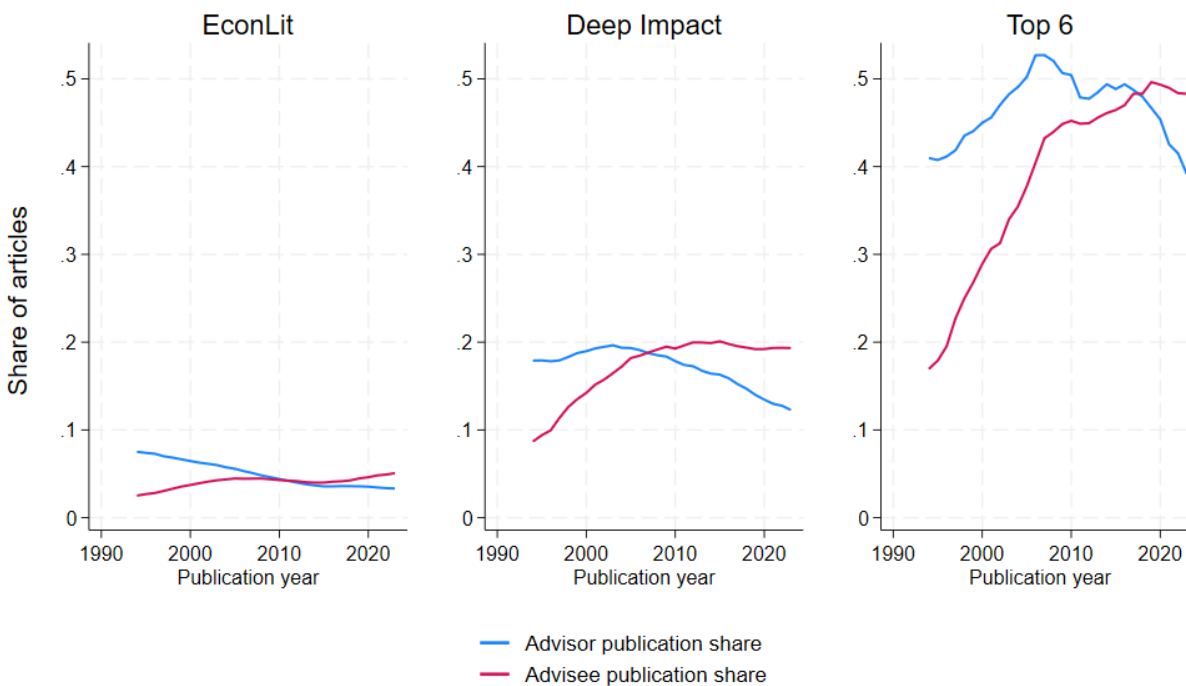 EconLit
Deep Impact
Top 6
Share of articles
.5
.4
.3
.2
.1
0
1990 2000 2010 2020
Publication year
.5
.4
.3
.2
.1
0
1990 2000 2010 2020
Publication year
.5
.4
.3
.2
.1
0
1990 2000 2010 2020
Publication year
Advisor publication share
Advisee publication share